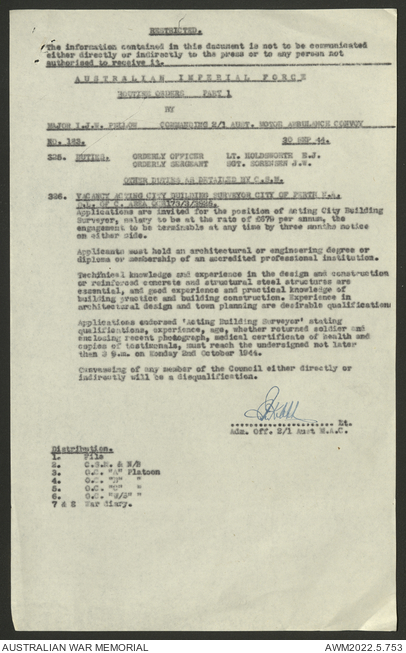 RESTRICTED.
The information contained in this document is not to be communicated
either directly or indirectly to the press or to any person not
authorised to receive it.
AUSTRALIAN IMPERIAL FORCE
ROUTINE ORDERS PART 1
BY
MAJOR I.J.W. PELLOW COMMANDING 2/1 AUST. MOTOR AMBULANCE CONVOY
NO. 20 SEP 44.
325. DUTIES. ORDERLY OFFICER LT. HOLDSWORTH E.J.
ORDERLY SERGEANT SGT. SORENSEN J.W.
OTHER DUTIES AS DETAILED BY C.S.M.
326. VACANCY ACTING CITY BUILDING SURVEYOR CITY OF PERTH W.A.
Applications are invited for the position of Acting City Building
Surveyor, salary to be at the rate of per annum, the
engagement to be terminable at any time by three months notice
on either side.
Applicants must hold an architectural or engineering degree or
diploma or membership of an accredited professional institution.
Technical knowledge and experience in the design and construction
or reinforced concrete and structural steel structures are
essential, and good experience and practical knowledge of
building practice and building construction. Experience in
architectural design and town planning are desirable qualification
Applications endorsed 'Acting Building Surveyor' stating
qualifications, experience, age, whether returned soldier and
enclosing recent photograph, medical certificate of health and
copies of testimonals, must reach the undersigned not later
than 2 p.m. on Monday 2nd October 1944.
Canvassing of any member of the Council either directly or
indirectly will be a disqualification.
Lt.
Adm. Off. 2/1 Aust M.A.C.
Distribution.
1. File
2. C.S.M. & N/B
3. O.C. "A" Platoon
4. O.C. "B" "
5. O.C. "C" "
6. O.C. "
7 & 8 War diary.
AUSTRALIAN WAR MEMORIAL
AWM2022.5.753